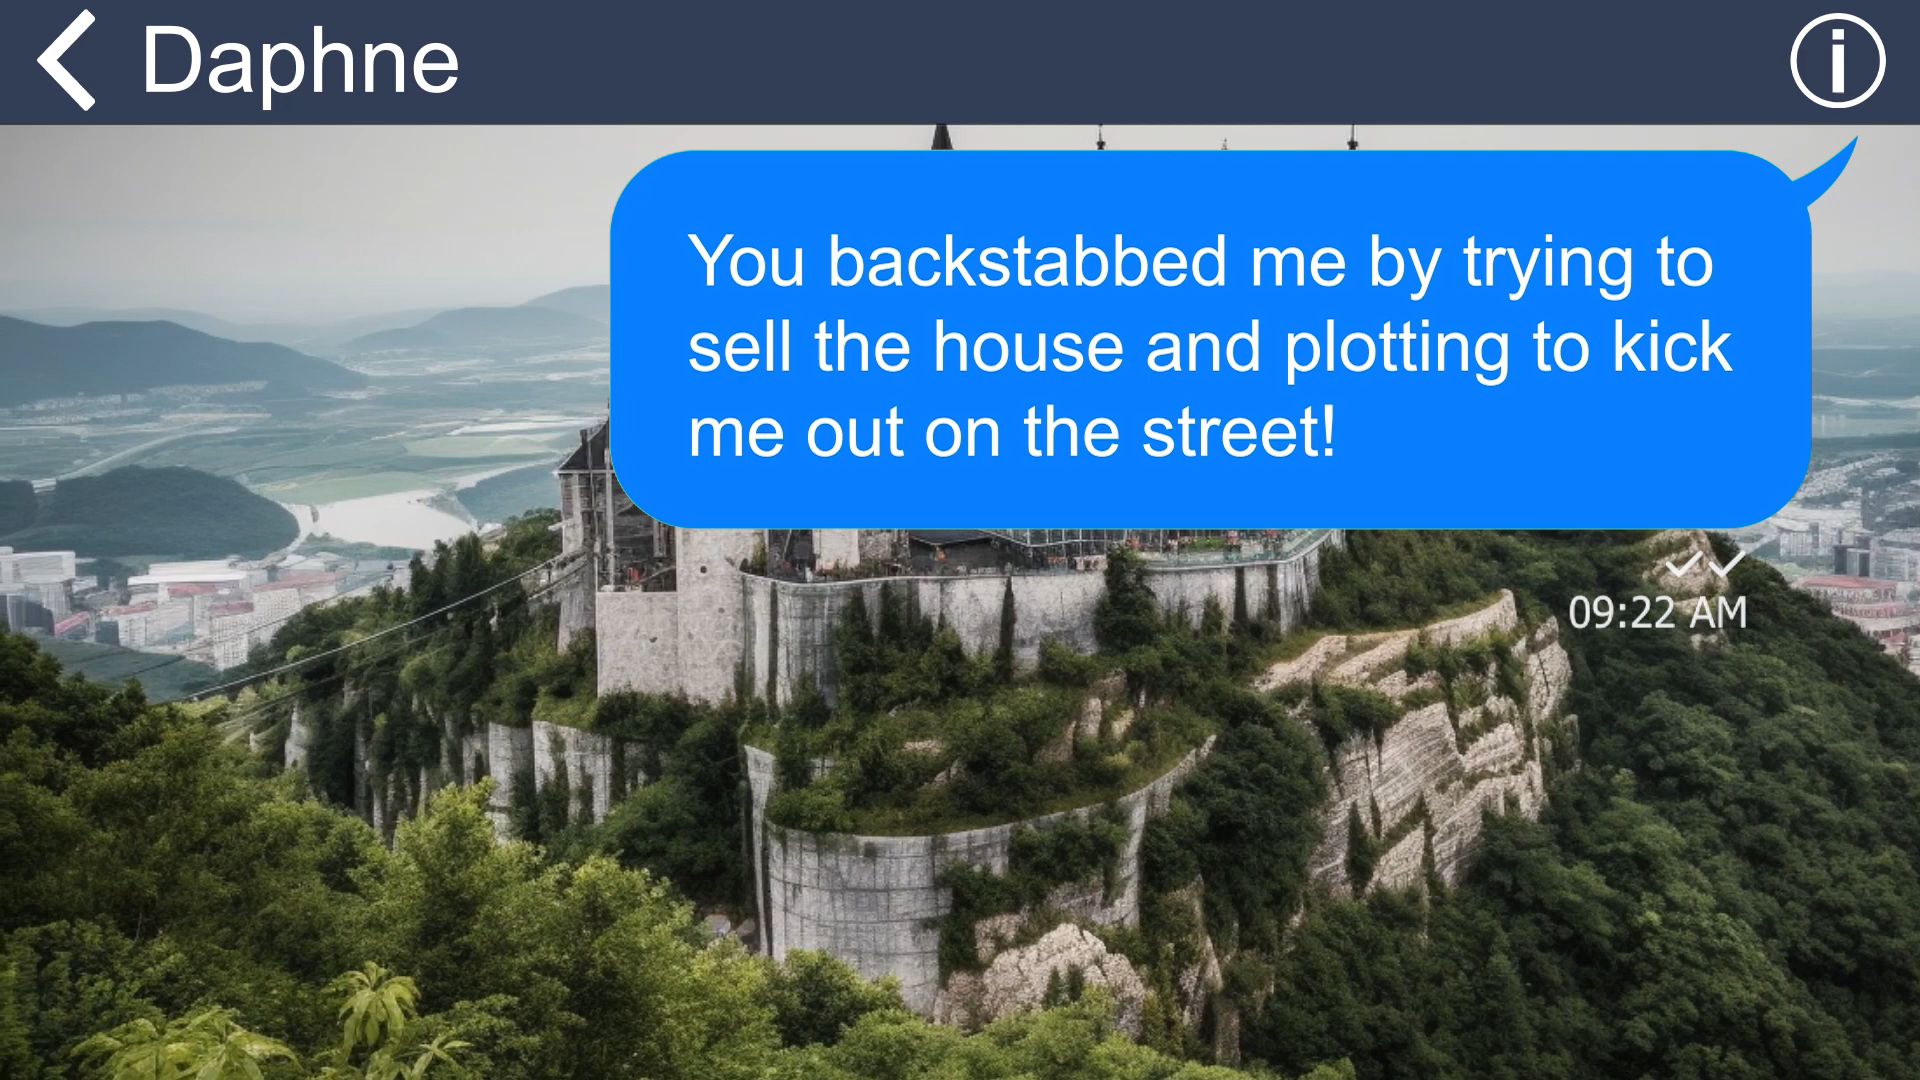 Daphne
You backstabbed me by trying to
sell the house and plotting to kick
me out on the street!
09:22 AM